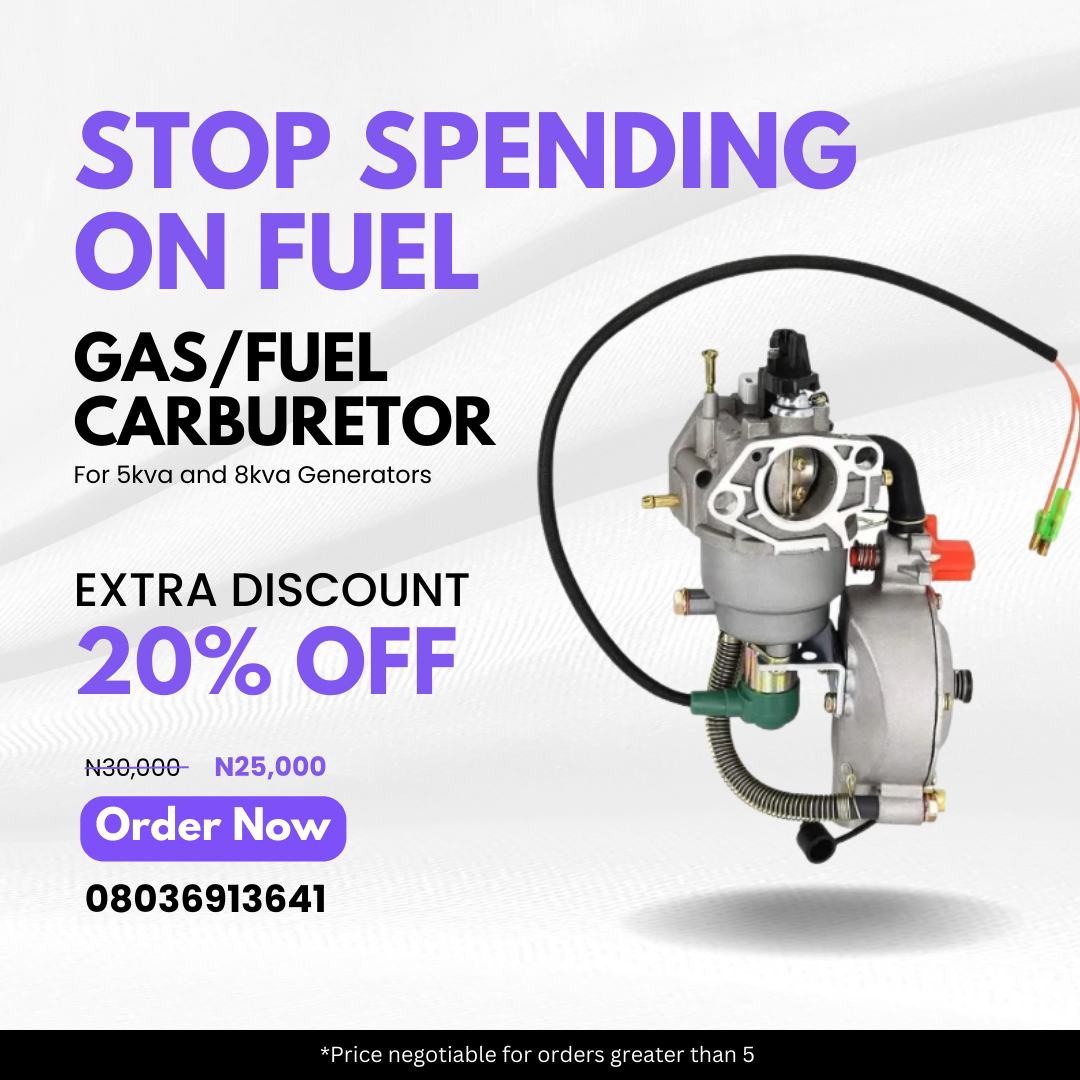 STOP SPENDING
ON FUEL
GAS/FUEL
CARBURETOR
For 5kva and 8kva Generators
EXTRA DISCOUNT
20% OFF
N30,000 N25,000
Order Now
08036913641
*Price negotiable for orders greater than 5